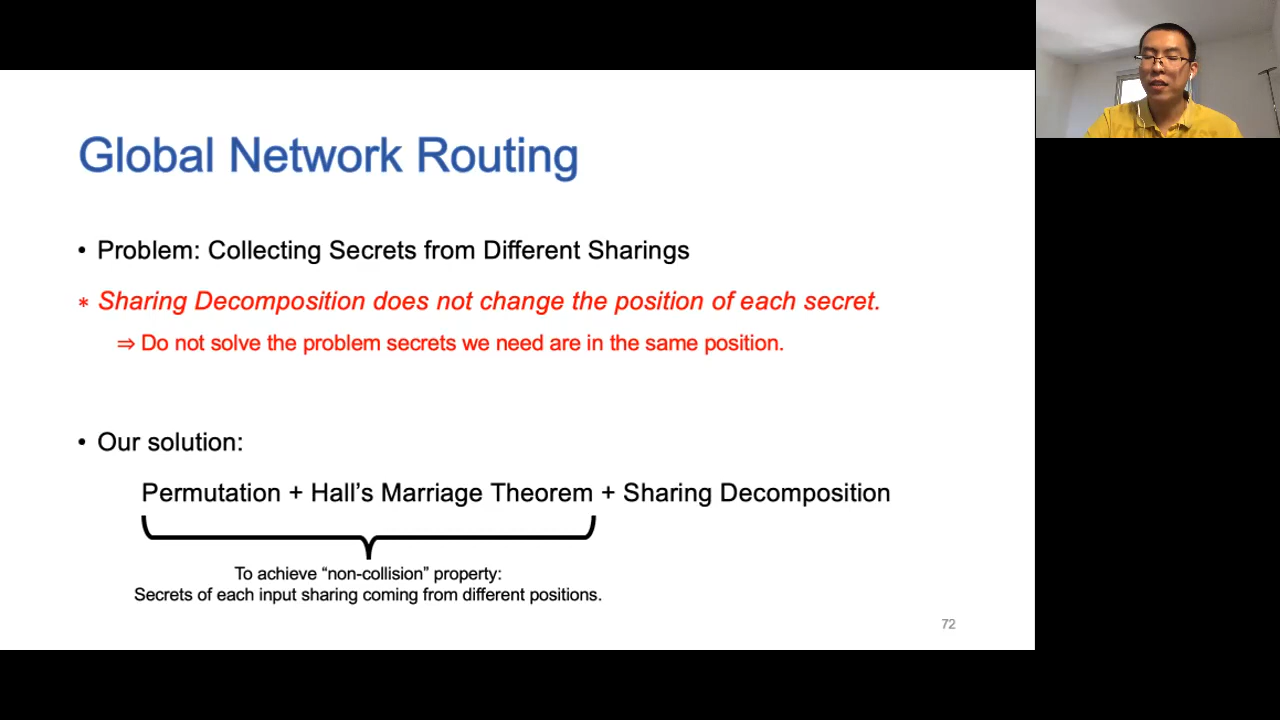 Global Network Routing
• Problem: Collecting Secrets from Different Sharings
* Sharing Decomposition does not change the position of each secret.
⇒ Do not solve the problem secrets we need are in the same position.
• Our solution:
Permutation + Hall’s Marriage Theorem + Sharing Decomposition
To achieve “non-collision” property:
Secrets of each input sharing coming from different positions.
72